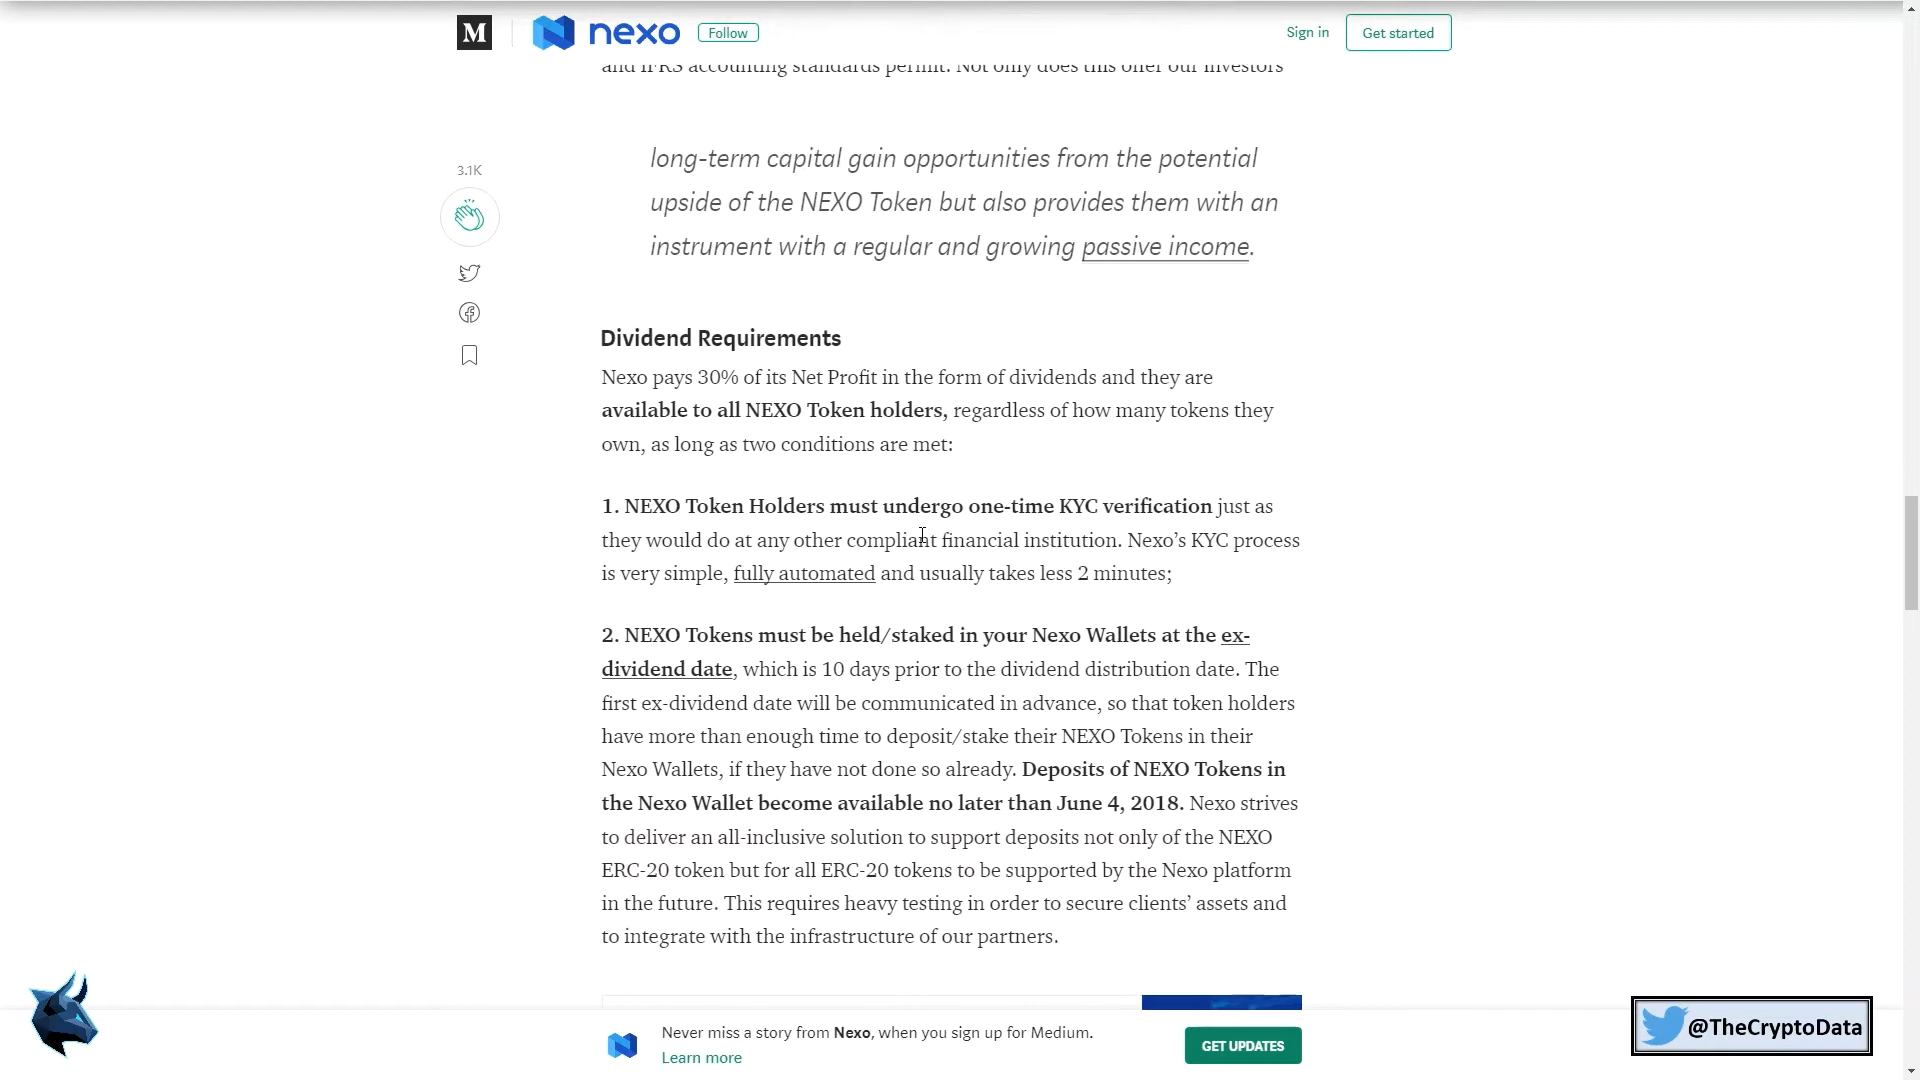 M nexo Follow Sign in Get started
and IFRS accounting standards permit. Not only does this offer our investors
3.1K
long-term capital gain opportunities from the potential
upside of the NEXO Token but also provides them with an
instrument with a regular and growing passive income.
Dividend Requirements
Nexo pays 30% of its Net Profit in the form of dividends and they are
available to all NEXO Token holders, regardless of how many tokens they
own, as long as two conditions are met:
1. NEXO Token Holders must undergo one-time KYC verification just as
they would do at any other compliant financial institution. Nexo’s KYC process
is very simple, fully automated and usually takes less 2 minutes;
2. NEXO Tokens must be held/staked in your Nexo Wallets at the ex-
dividend date, which is 10 days prior to the dividend distribution date. The
first ex-dividend date will be communicated in advance, so that token holders
have more than enough time to deposit/stake their NEXO Tokens in their
Nexo Wallets, if they have not done so already. Deposits of NEXO Tokens in
the Nexo Wallet become available no later than June 4, 2018. Nexo strives
to deliver an all-inclusive solution to support deposits not only of the NEXO
ERC-20 token but for all ERC-20 tokens to be supported by the Nexo platform
in the future. This requires heavy testing in order to secure clients’ assets and
to integrate with the infrastructure of our partners.
Never miss a story from Nexo, when you sign up for Medium.
Learn more
GET UPDATES
@TheCryptoData